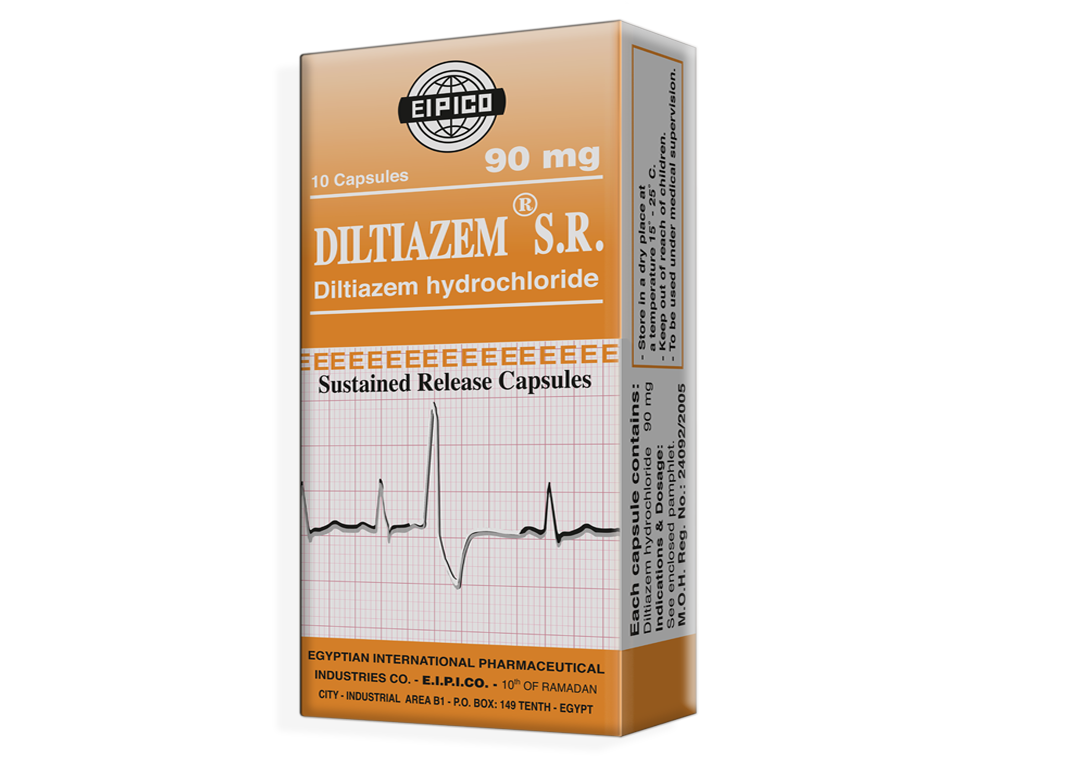 EIPICO
90 mg
10 Capsules
DILTIAZEM ® S.R.
Diltiazem hydrochloride
EEEEEEEEEEEEEEEEE
Sustained Release Capsules
EGYPTIAN INTERNATIONAL PHARMACEUTICAL
INDUSTRIES CO. - E.I.P.I.CO. - 10th OF RAMADAN
CITY - INDUSTRIAL AREA B1 - P.O. BOX: 149 TENTH - EGYPT
- Store in a dry place at
a temperature 15° - 25° C.
- Keep out of reach of children.
- To be used under medical supervision.
Each capsule contains:
Diltiazem hydrochloride 90 mg
Indications & Dosage:
See enclosed pamphlet.
M.O.H. Reg. No.: 24092/2005